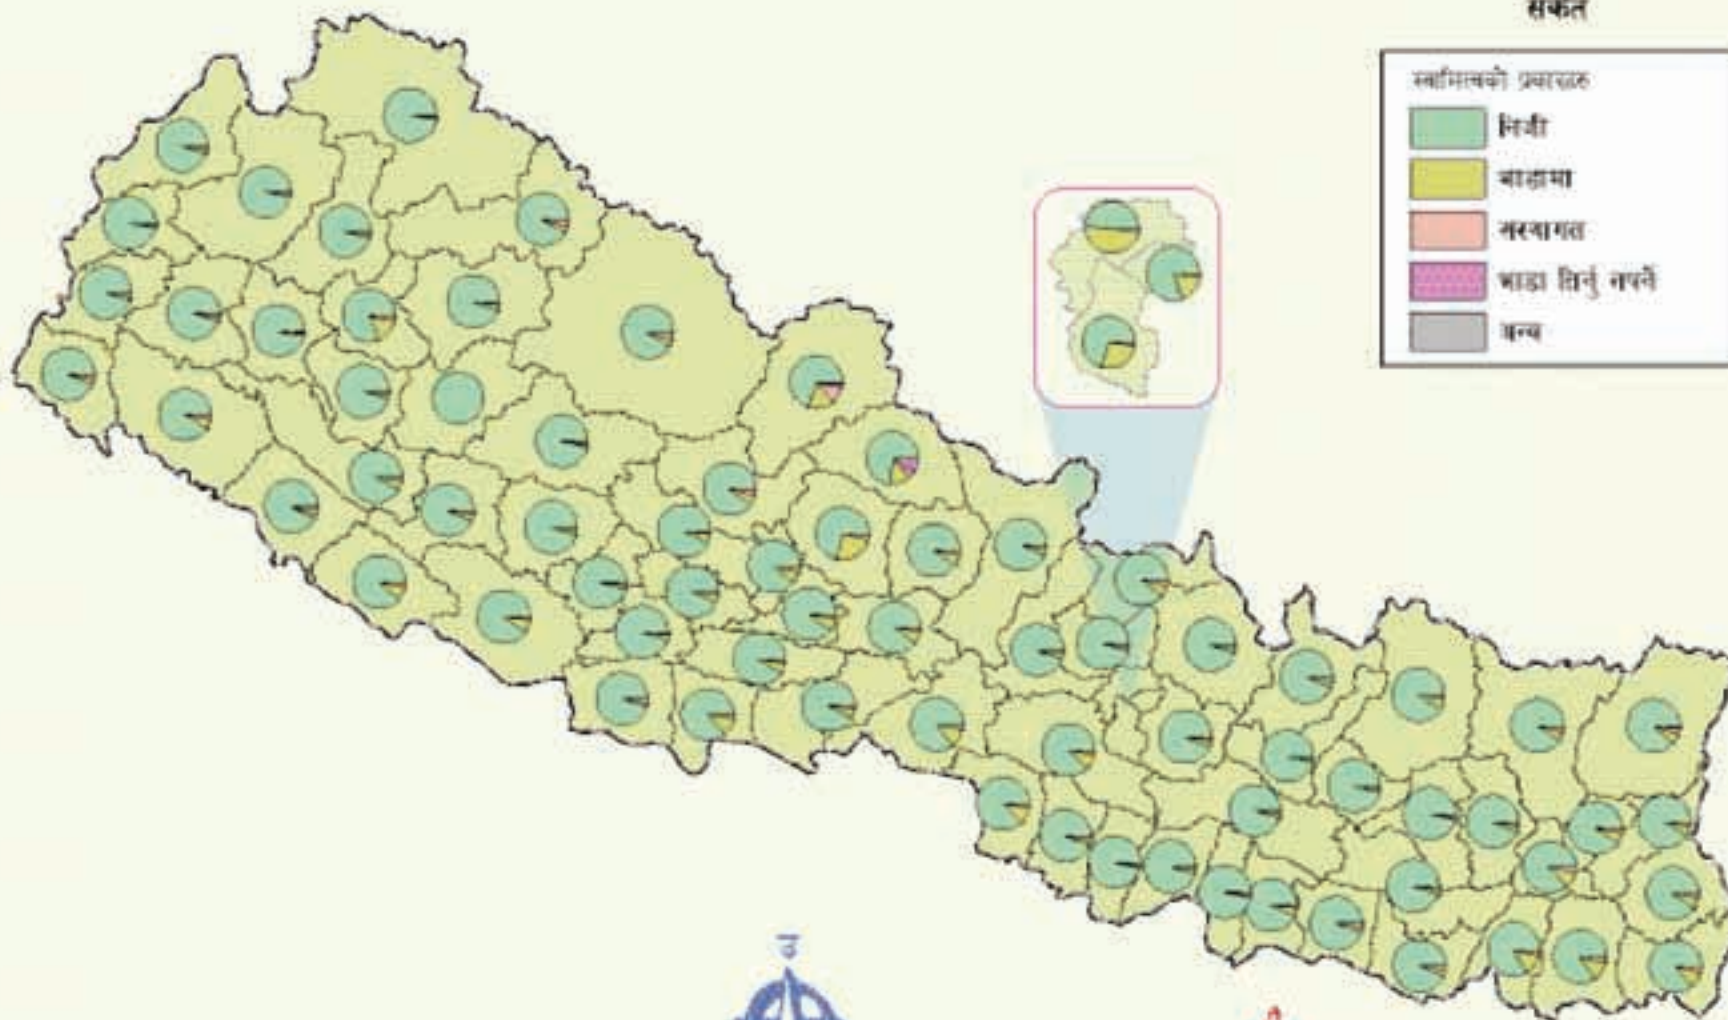 संकेत
स्वामित्वको प्रकारहरु
निजी
भाडामा
संस्थागत
भाडा तिर्नु नपर्ने
अन्य
उ